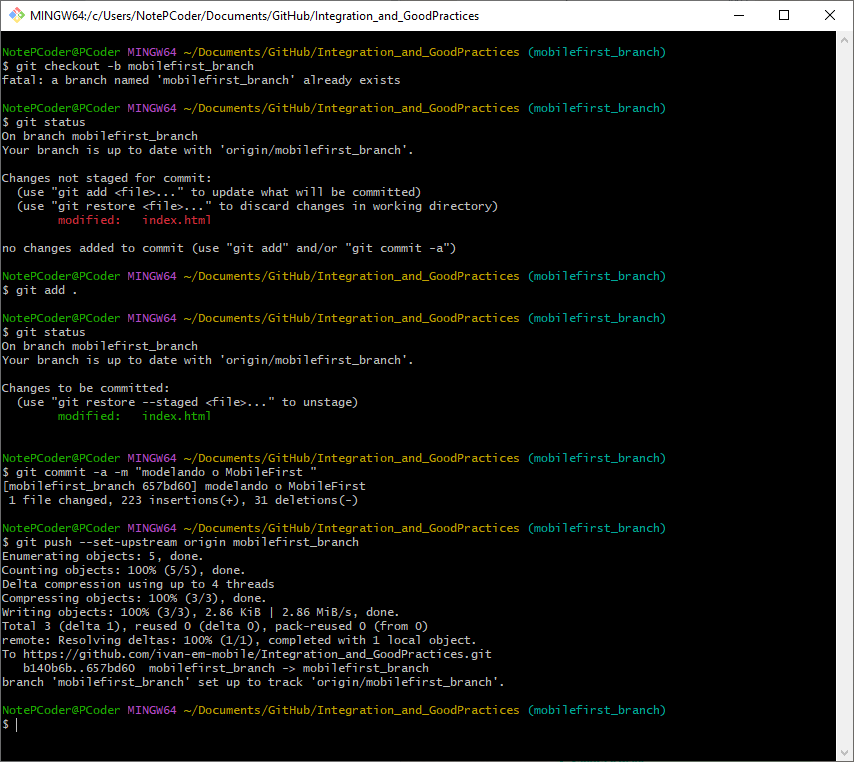 MINGW64:/c/Users/NotePCoder/Documents/GitHub/Integration_and_GoodPractices
NotePCoder@PCoder MINGW64 ~/Documents/GitHub/Integration_and_GoodPractices (mobilefirst_branch)
$ git checkout -b mobilefirst_branch
fatal: a branch named 'mobilefirst_branch' already exists
NotePCoder@PCoder MINGW64 ~/Documents/GitHub/Integration_and_GoodPractices (mobilefirst_branch)
$ git status
On branch mobilefirst_branch
Your branch is up to date with 'origin/mobilefirst_branch'.
Changes not staged for commit:
  (use "git add <file>..." to update what will be committed)
  (use "git restore <file>..." to discard changes in working directory)
        modified:   index.html
no changes added to commit (use "git add" and/or "git commit -a")
NotePCoder@PCoder MINGW64 ~/Documents/GitHub/Integration_and_GoodPractices (mobilefirst_branch)
$ git add .
NotePCoder@PCoder MINGW64 ~/Documents/GitHub/Integration_and_GoodPractices (mobilefirst_branch)
$ git status
On branch mobilefirst_branch
Your branch is up to date with 'origin/mobilefirst_branch'.
Changes to be committed:
  (use "git restore --staged <file>..." to unstage)
        modified:   index.html
NotePCoder@PCoder MINGW64 ~/Documents/GitHub/Integration_and_GoodPractices (mobilefirst_branch)
$ git commit -a -m "modelando o MobileFirst "
[mobilefirst_branch 657bd60] modelando o MobileFirst
 1 file changed, 223 insertions(+), 31 deletions(-)
NotePCoder@PCoder MINGW64 ~/Documents/GitHub/Integration_and_GoodPractices (mobilefirst_branch)
$ git push --set-upstream origin mobilefirst_branch
Enumerating objects: 5, done.
Counting objects: 100% (5/5), done.
Delta compression using up to 4 threads
Compressing objects: 100% (3/3), done.
Writing objects: 100% (3/3), 2.86 KiB | 2.86 MiB/s, done.
Total 3 (delta 1), reused 0 (delta 0), pack-reused 0 (from 0)
remote: Resolving deltas: 100% (1/1), completed with 1 local object.
To https://github.com/ivan-em-mobile/Integration_and_GoodPractices.git
   b140b6b..657bd60  mobilefirst_branch -> mobilefirst_branch
branch 'mobilefirst_branch' set up to track 'origin/mobilefirst_branch'.
NotePCoder@PCoder MINGW64 ~/Documents/GitHub/Integration_and_GoodPractices (mobilefirst_branch)
$